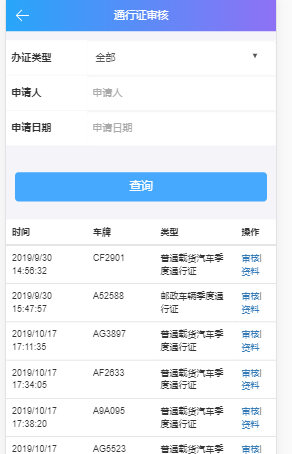 通行证审核
办证类型 全部
申请人 申请人
申请日期 申请日期
查询
时间 车牌 类型 操作
2019/9/30 CF2901 普通载货汽车季 审核|
14:56:32 度通行证 资料
2019/9/30 A52588 邮政车辆季度通 审核|
15:47:57 行证 资料
2019/10/17 AG3897 普通载货汽车季 审核|
17:11:35 度通行证 资料
2019/10/17 AF2633 普通载货汽车季 审核|
17:34:05 度通行证 资料
2019/10/17 A9A095 普通载货汽车季 审核|
17:38:20 度通行证 资料
2019/10/17 AG5523 普通载货汽车季 审核|